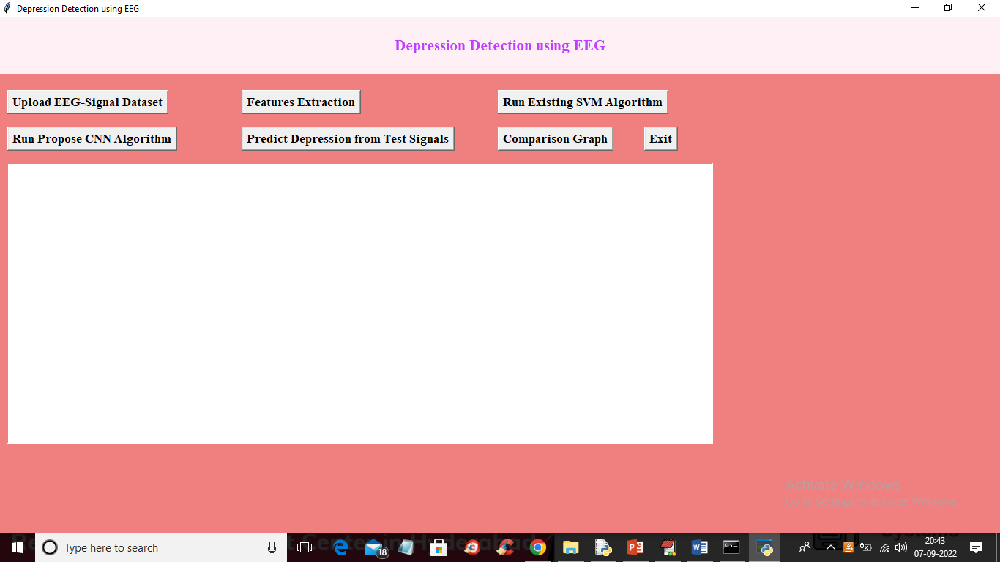 Depression Detection using EEG
Depression Detection using EEG
Upload EEG-Signal Dataset
Features Extraction
Run Existing SVM Algorithm
Run Propose CNN Algorithm
Predict Depression from Test Signals
Comparison Graph
Exit
Activate Windows
Go to Settings to activate Windows.
Type here to search
18
20:43
07-09-2022